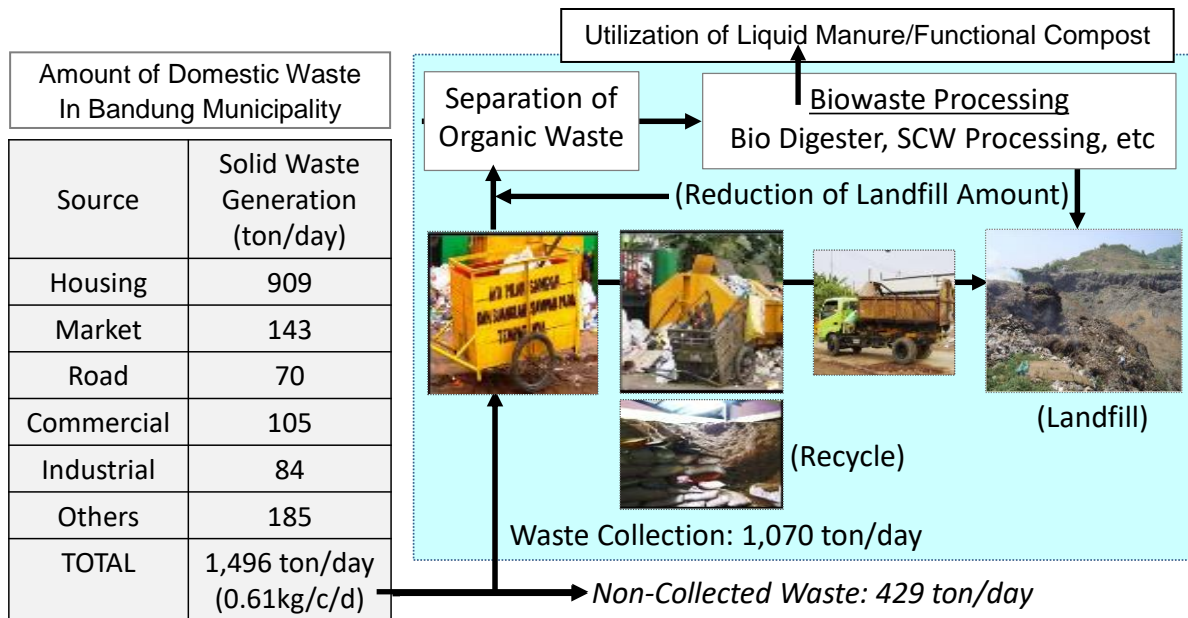 Utilization of Liquid Manure/Functional Compost
Amount of Domestic Waste
In Bandung Municipality
Separation of
Organic Waste
Biowaste Processing
Bio Digester, SCW Processing, etc
(Reduction of Landfill Amount)
Source
Solid Waste
Generation
(ton/day)
Housing 909
Market 143
Road 70
Commercial 105
Industrial 84
Others 185
TOTAL 1,496 ton/day
(0.61kg/c/d)
(Landfill)
(Recycle)
Waste Collection: 1,070 ton/day
Non-Collected Waste: 429 ton/day